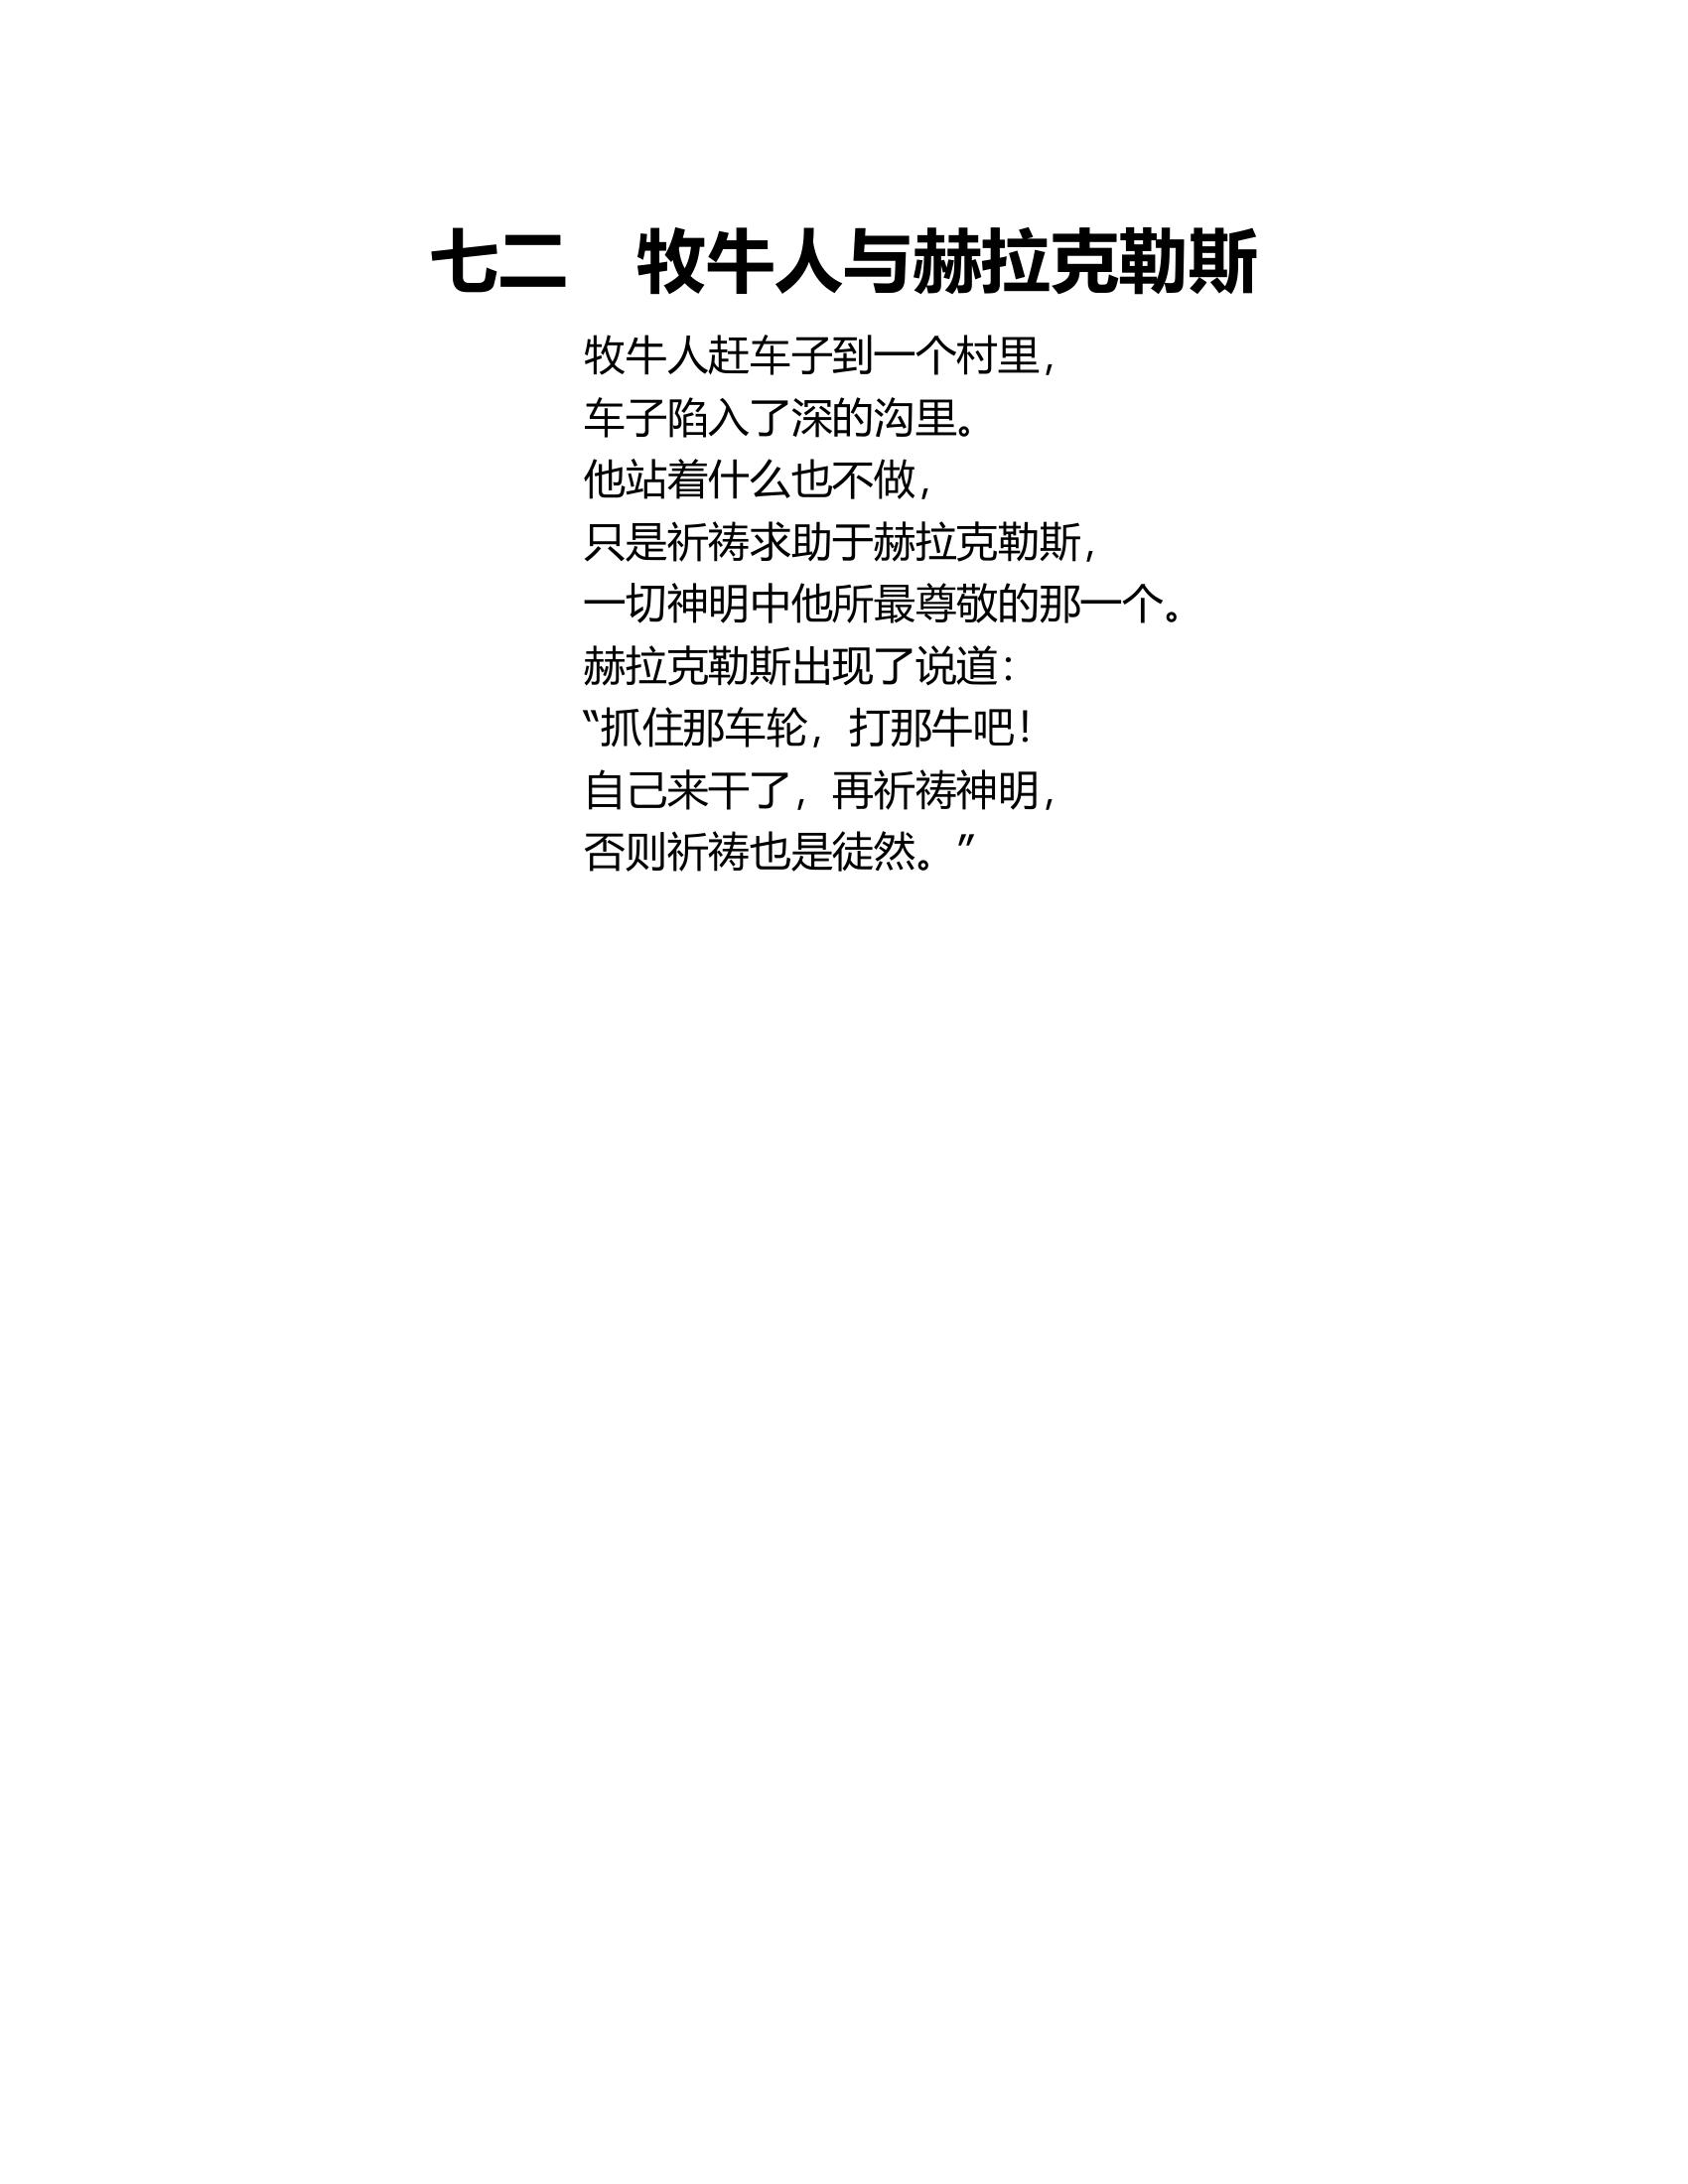 七二　牧牛人与赫拉克勒斯
牧牛人赶车子到一个村里，
车子陷入了深的沟里。
他站着什么也不做，
只是祈祷求助于赫拉克勒斯，
一切神明中他所最尊敬的那一个。
赫拉克勒斯出现了说道：
“抓住那车轮，打那牛吧！
自己来干了，再祈祷神明，
否则祈祷也是徒然。”